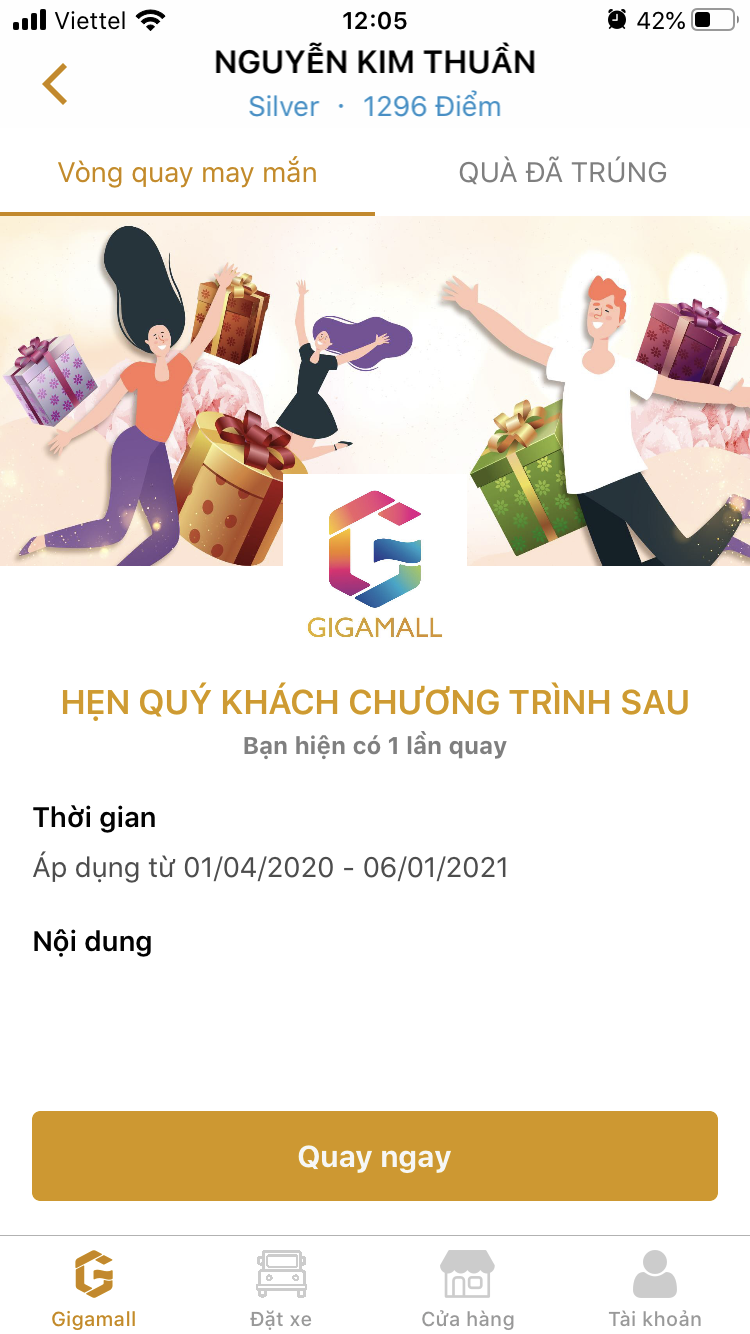 Viettel 12:05 42%
NGUYỄN KIM THUẦN
Silver · 1296 Điểm
Vòng quay may mắn QUÀ ĐÃ TRÚNG
GIGAMALL
HẸN QUÝ KHÁCH CHƯƠNG TRÌNH SAU
Bạn hiện có 1 lần quay
Thời gian
Áp dụng từ 01/04/2020 - 06/01/2021
Nội dung
Quay ngay
Gigamall Đặt xe Cửa hàng Tài khoản